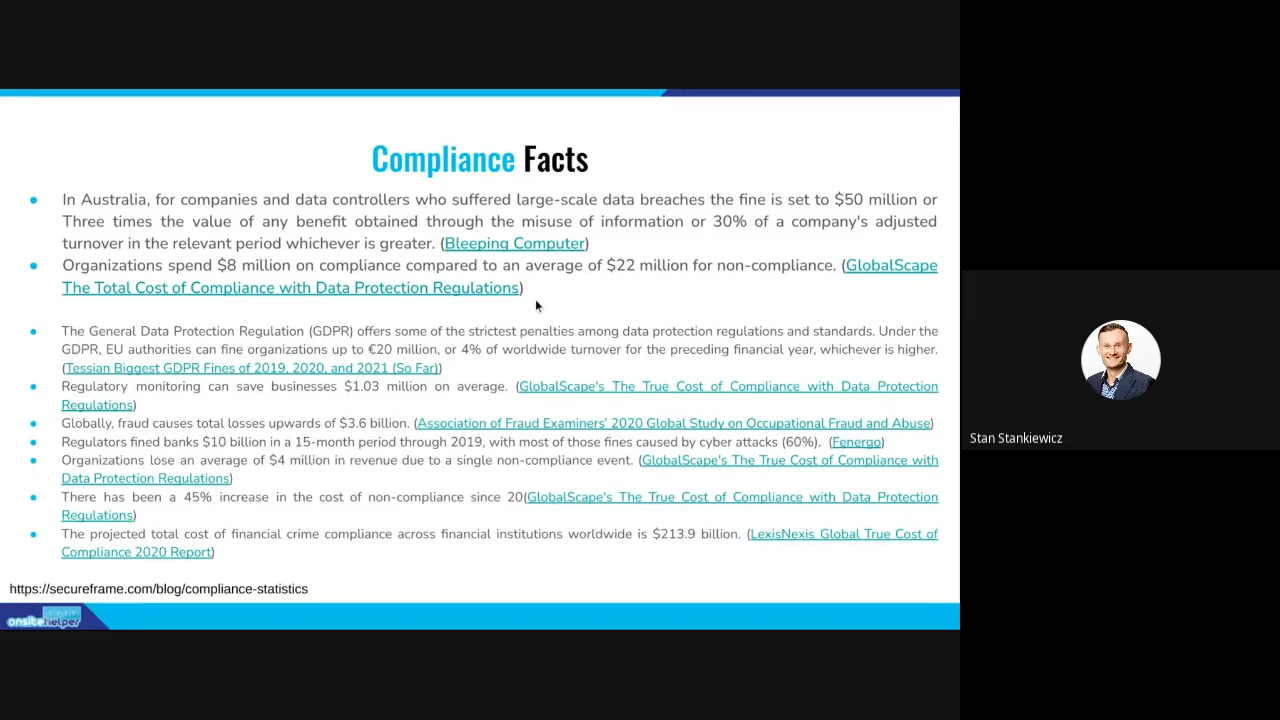 Compliance Facts
● In Australia, for companies and data controllers who suffered large-scale data breaches the fine is set to $50 million or
Three times the value of any benefit obtained through the misuse of information or 30% of a company's adjusted
turnover in the relevant period whichever is greater. (Bleeping Computer)
● Organizations spend $8 million on compliance compared to an average of $22 million for non-compliance. (GlobalScape
The Total Cost of Compliance with Data Protection Regulations)
● The General Data Protection Regulation (GDPR) offers some of the strictest penalties among data protection regulations and standards. Under the
GDPR, EU authorities can fine organizations up to €20 million, or 4% of worldwide turnover for the preceding financial year, whichever is higher.
(Tessian Biggest GDPR Fines of 2019, 2020, and 2021 (So Far))
● Regulatory monitoring can save businesses $1.03 million on average. (GlobalScape's The True Cost of Compliance with Data Protection
Regulations)
● Globally, fraud causes total losses upwards of $3.6 billion. (Association of Fraud Examiners' 2020 Global Study on Occupational Fraud and Abuse)
● Regulators fined banks $10 billion in a 15-month period through 2019, with most of those fines caused by cyber attacks (60%). (Fenergo)
● Organizations lose an average of $4 million in revenue due to a single non-compliance event. (GlobalScape's The True Cost of Compliance with
Data Protection Regulations)
● There has been a 45% increase in the cost of non-compliance since 20(GlobalScape's The True Cost of Compliance with Data Protection
Regulations)
● The projected total cost of financial crime compliance across financial institutions worldwide is $213.9 billion. (LexisNexis Global True Cost of
Compliance 2020 Report)
https://secureframe.com/blog/compliance-statistics
onsite helper
Stan Stankiewicz